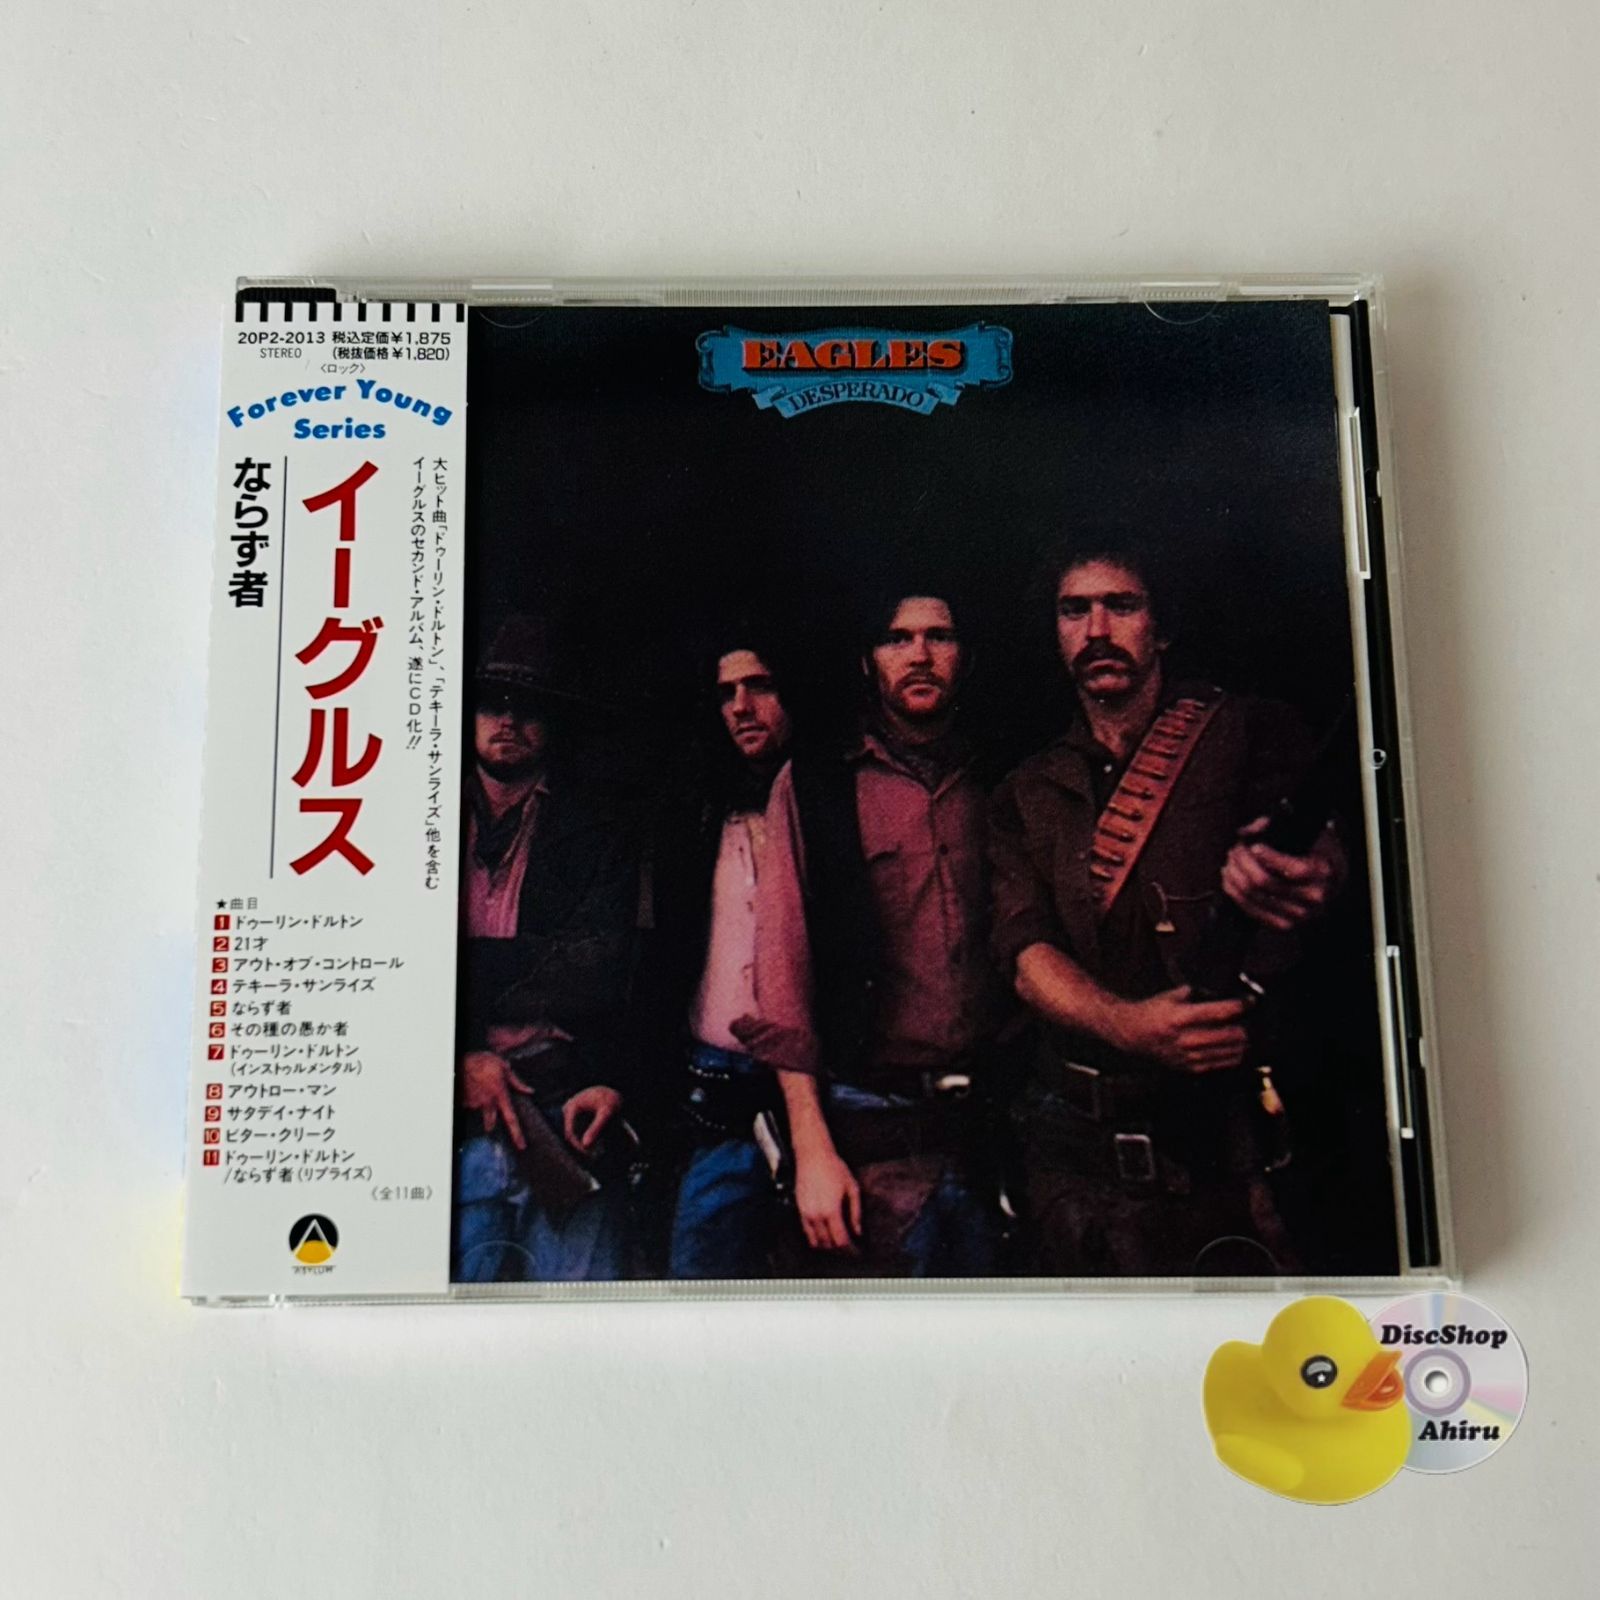 20P2-2013 税込定価¥1,875
STEREO (税抜価格¥1,820)
〈ロック〉
Forever Young
Series
大ヒット曲「ドゥーリン・ドルトン」、「テキーラ・サンライズ」他を含む
イーグルスのセカンド・アルバム、遂にCD化!!
イーグルス
ならず者
★曲目
1 ドゥーリン・ドルトン
2 21才
3 アウト・オブ・コントロール
4 テキーラ・サンライズ
5 ならず者
6 その種の愚か者
7 ドゥーリン・ドルトン
(インストゥルメンタル)
8 アウトロー・マン
9 サタデイ・ナイト
10 ビター・クリーク
11 ドゥーリン・ドルトン
/ならず者(リプライズ)
《全11曲》
ASYLUM
EAGLES
DESPERADO
DiscShop
Ahiru